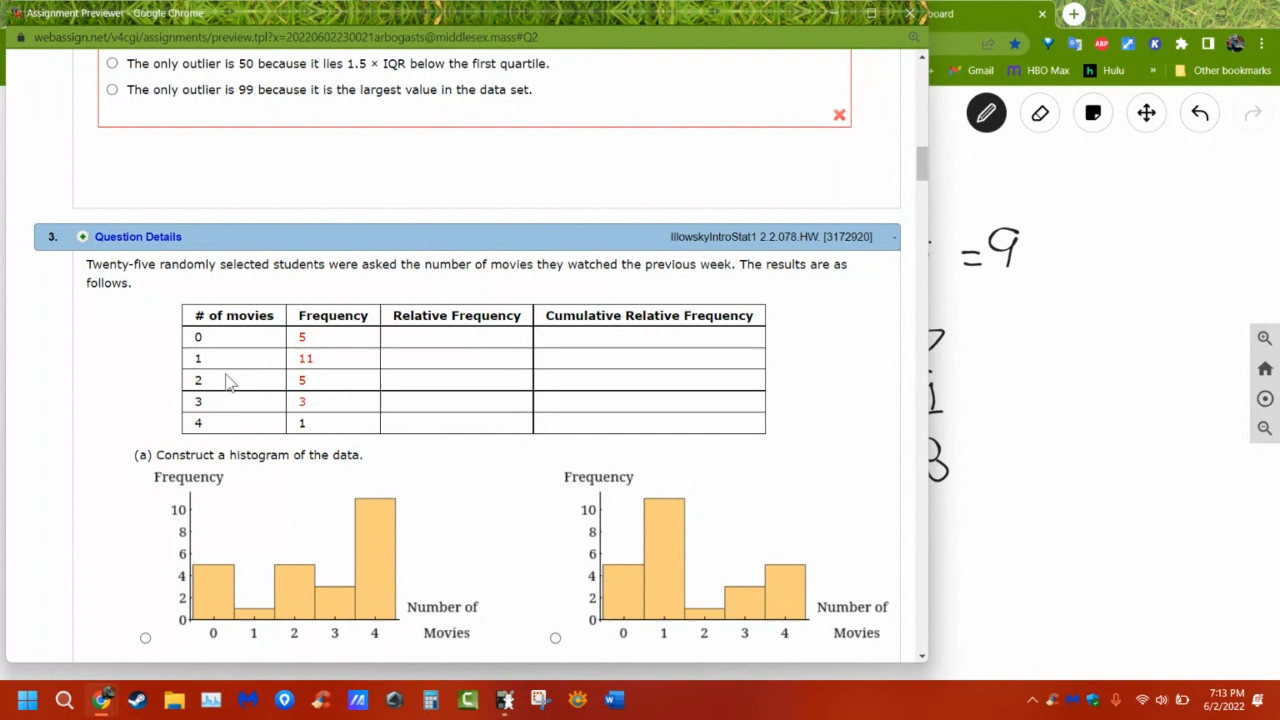 Assignment Previewer - Google Chrome
board
webassign.net/v4cgi/assignments/preview.tpl?x=20220602230021arbogasts@middlesex.mass#Q2
Gmail HBO Max Hulu » Other bookmarks
The only outlier is 50 because it lies 1.5 × IQR below the first quartile.
The only outlier is 99 because it is the largest value in the data set.
= 9
3. Question Details IllowskyIntroStat1 2.2.078.HW. [3172920] -
Twenty-five randomly selected students were asked the number of movies they watched the previous week. The results are as
follows.
# of movies Frequency Relative Frequency Cumulative Relative Frequency
0 5
1 11
2 5
3 3
4 1
(a) Construct a histogram of the data.
Frequency
10
8
6
4
2
0
0 1 2 3 4
Number of
Movies
Frequency
10
8
6
4
2
0
0 1 2 3 4
Number of
Movies
7:13 PM
6/2/2022